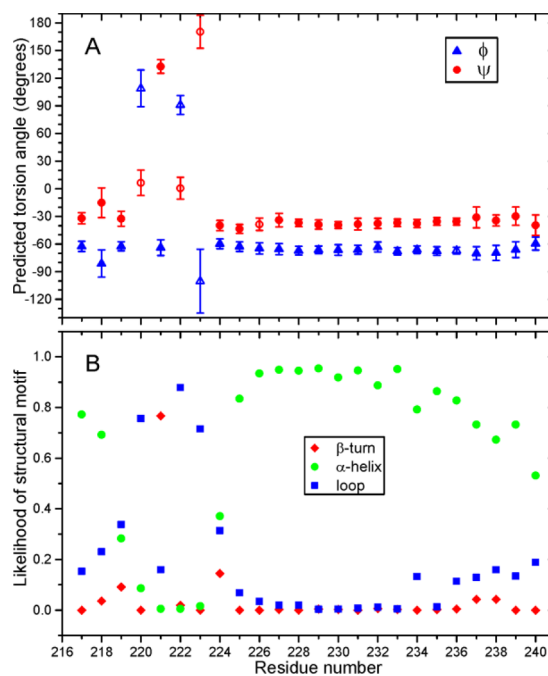 A
ϕ
ψ
Predicted torsion angle (degrees)
180
150
120
90
60
30
0
-30
-60
-90
-120
B
β-turn
α-helix
loop
Likelihood of structural motif
1.0
0.8
0.6
0.4
0.2
0.0
216 218 220 222 224 226 228 230 232 234 236 238 240
Residue number